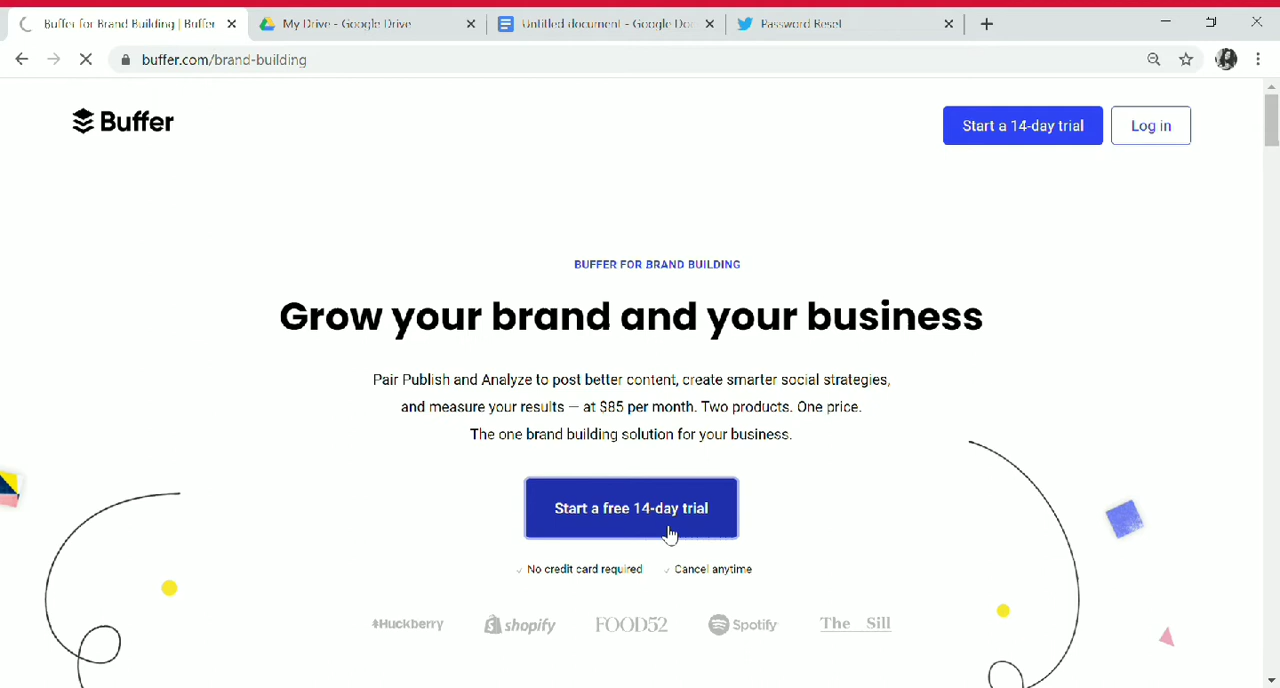 Buffer for Brand Building | Buffer
My Drive - Google Drive
Untitled document - Google Doc
Password Reset
buffer.com/brand-building
Buffer
Start a 14-day trial
Log in
BUFFER FOR BRAND BUILDING
Grow your brand and your business
Pair Publish and Analyze to post better content, create smarter social strategies,
and measure your results — at $85 per month. Two products. One price.
The one brand building solution for your business.
Start a free 14-day trial
✓ No credit card required ✓ Cancel anytime
Huckberry
shopify
FOOD52
Spotify
The Sill